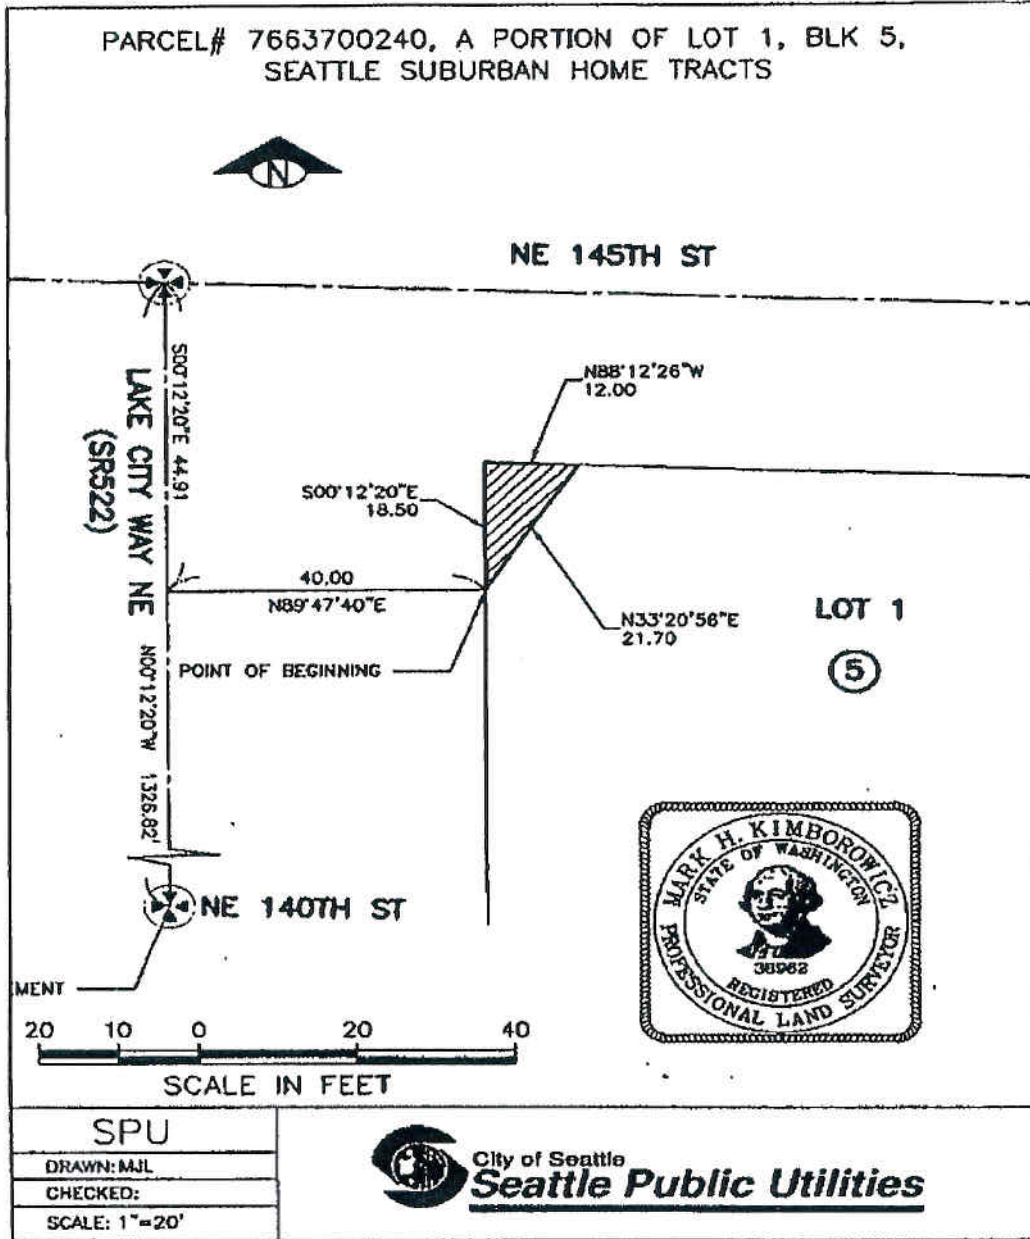 PARCEL# 7663700240, A PORTION OF LOT 1, BLK 5,
SEATTLE SUBURBAN HOME TRACTS
N
NE 145TH ST
S00°12'20"E 44.91
LAKE CITY WAY NE
(SR522)
N88°12'26"W
12.00
S00°12'20"E
18.50
40.00
N89°47'40"E
N33°20'56"E
21.70
LOT 1
5
POINT OF BEGINNING
N00°12'20"W 1326.82'
NE 140TH ST
MENT
MARK H. KIMBOROWICZ
STATE OF WASHINGTON
38962
REGISTERED
PROFESSIONAL LAND SURVEYOR
20 10 0 20 40
SCALE IN FEET
SPU
DRAWN: MJL
CHECKED:
SCALE: 1"=20'
City of Seattle
Seattle Public Utilities